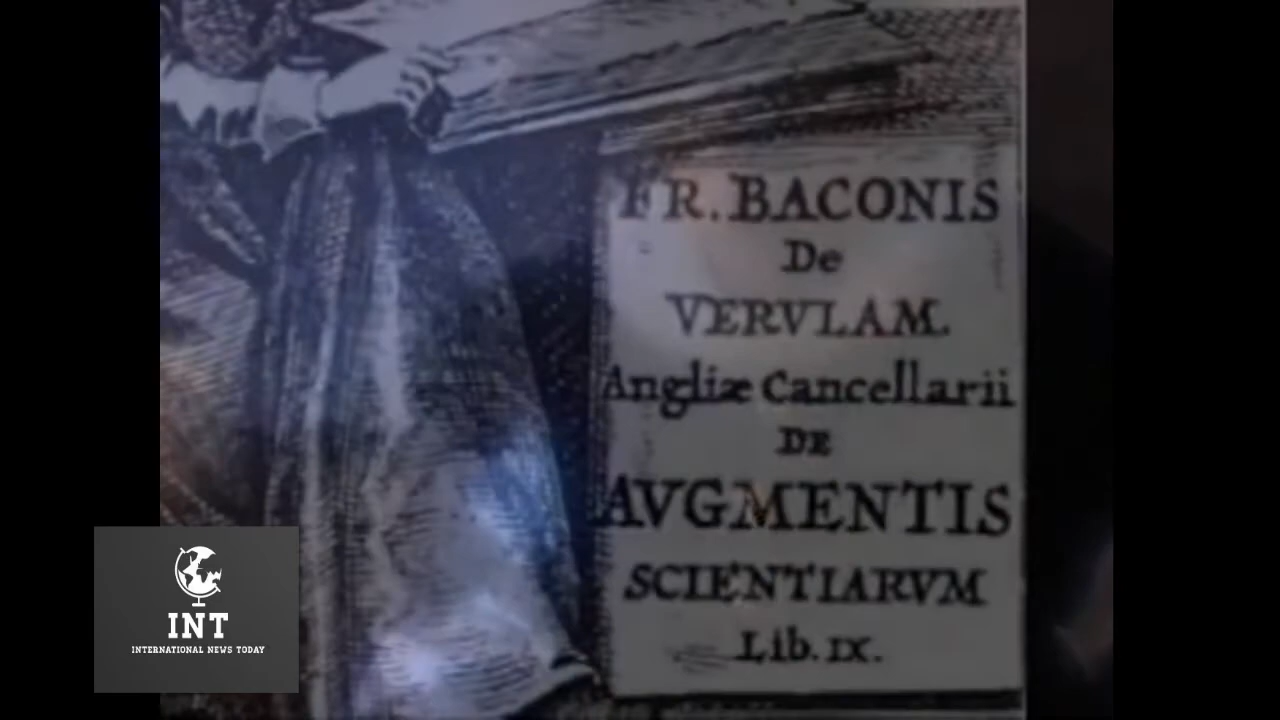 FR. BACONIS
De
VERVLAM.
Angliæ Cancellarii
DE
AVGMENTIS
SCIENTIARVM
Lib. IX.
INT
INTERNATIONAL NEWS TODAY